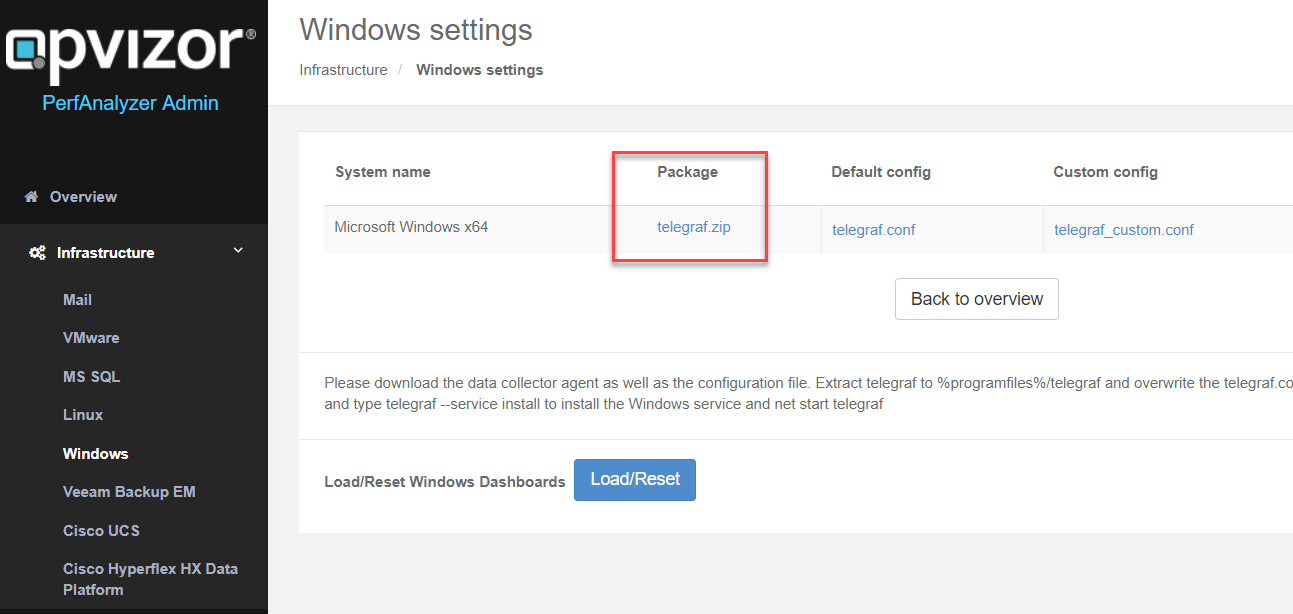 opvizor®
PerfAnalyzer Admin
Overview
Infrastructure
Mail
VMware
MS SQL
Linux
Windows
Veeam Backup EM
Cisco UCS
Cisco Hyperflex HX Data
Platform
Windows settings
Infrastructure / Windows settings
System name Package Default config Custom config
Microsoft Windows x64 telegraf.zip telegraf.conf telegraf_custom.conf
Back to overview
Please download the data collector agent as well as the configuration file. Extract telegraf to %programfiles%/telegraf and overwrite the telegraf.co
and type telegraf --service install to install the Windows service and net start telegraf
Load/Reset Windows Dashboards Load/Reset